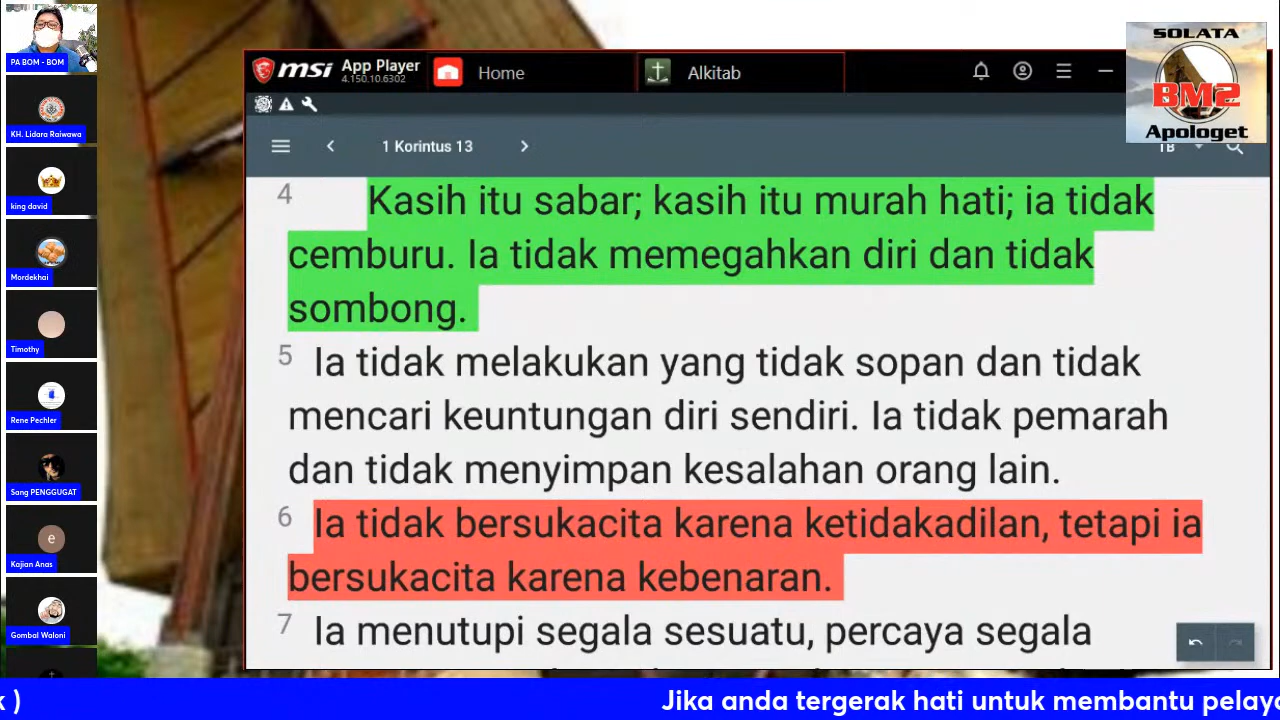 PA BOM - BOM
KH. Lidara Raiwawa
king david
Mordekhai
Timothy
Rene Pechler
Sang PENGGUGAT
e
Kajian Anas
Gombal Waloni
msi App Player
4.150.10.6302
Home
Alkitab
SOLATA
BM2
Apologet
1 Korintus 13
TB
4 Kasih itu sabar; kasih itu murah hati; ia tidak
cemburu. Ia tidak memegahkan diri dan tidak
sombong.
5 Ia tidak melakukan yang tidak sopan dan tidak
mencari keuntungan diri sendiri. Ia tidak pemarah
dan tidak menyimpan kesalahan orang lain.
6 Ia tidak bersukacita karena ketidakadilan, tetapi ia
bersukacita karena kebenaran.
7 Ia menutupi segala sesuatu, percaya segala
k ) Jika anda tergerak hati untuk membantu pelaya